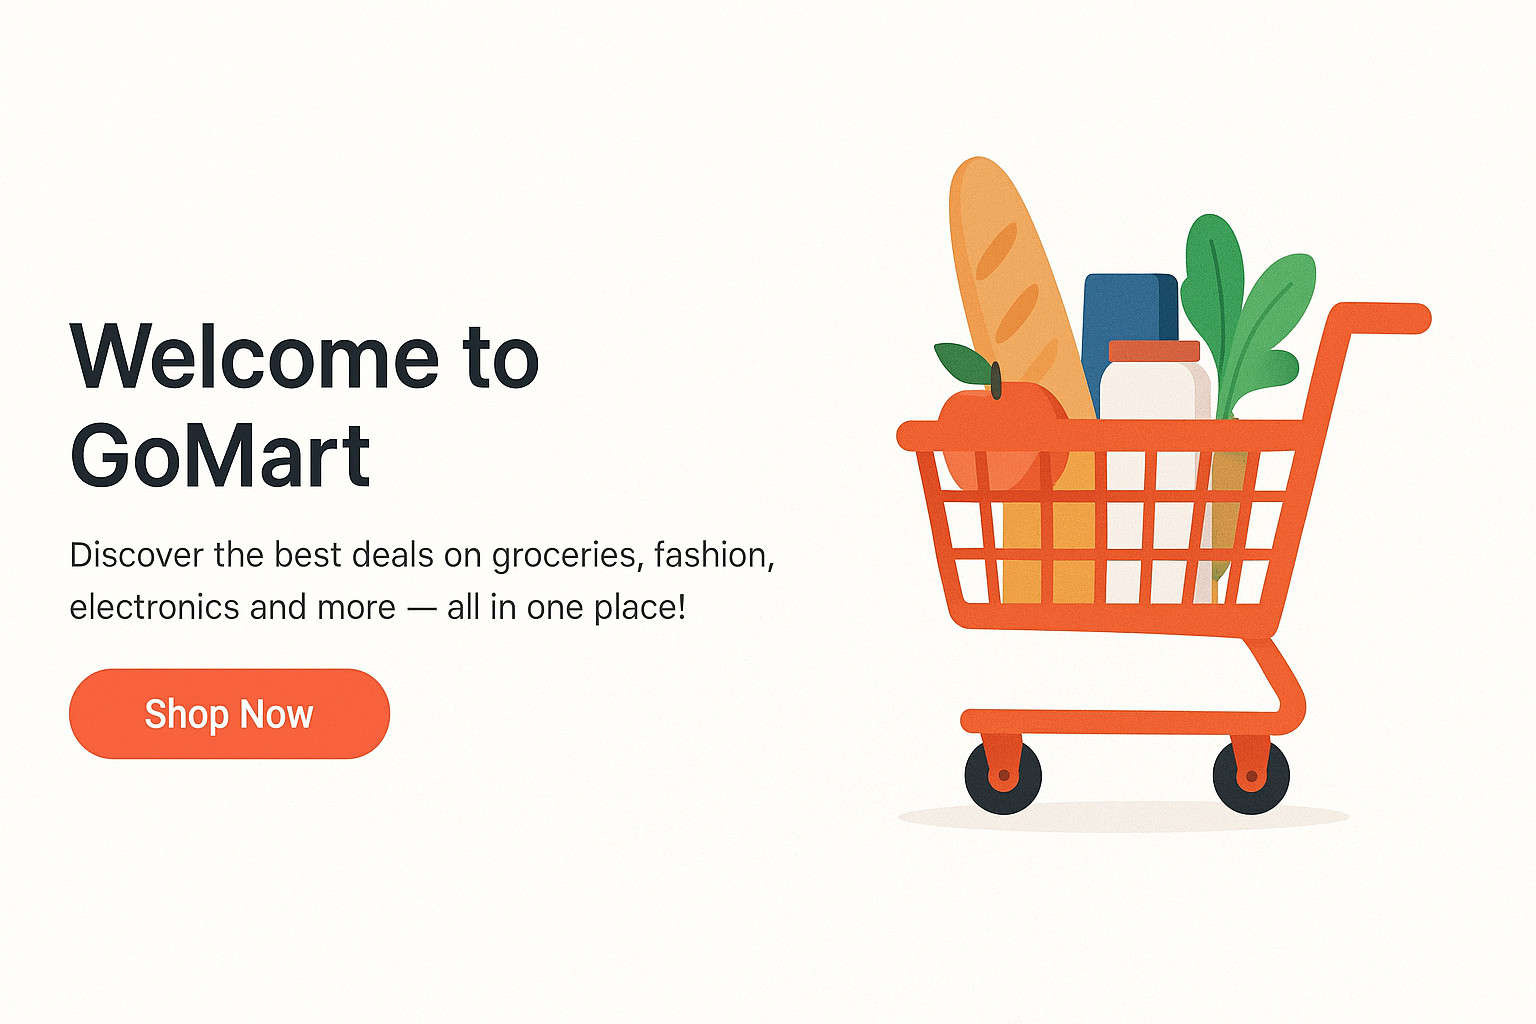 Welcome to
GoMart
Discover the best deals on groceries, fashion,
electronics and more — all in one place!
Shop Now